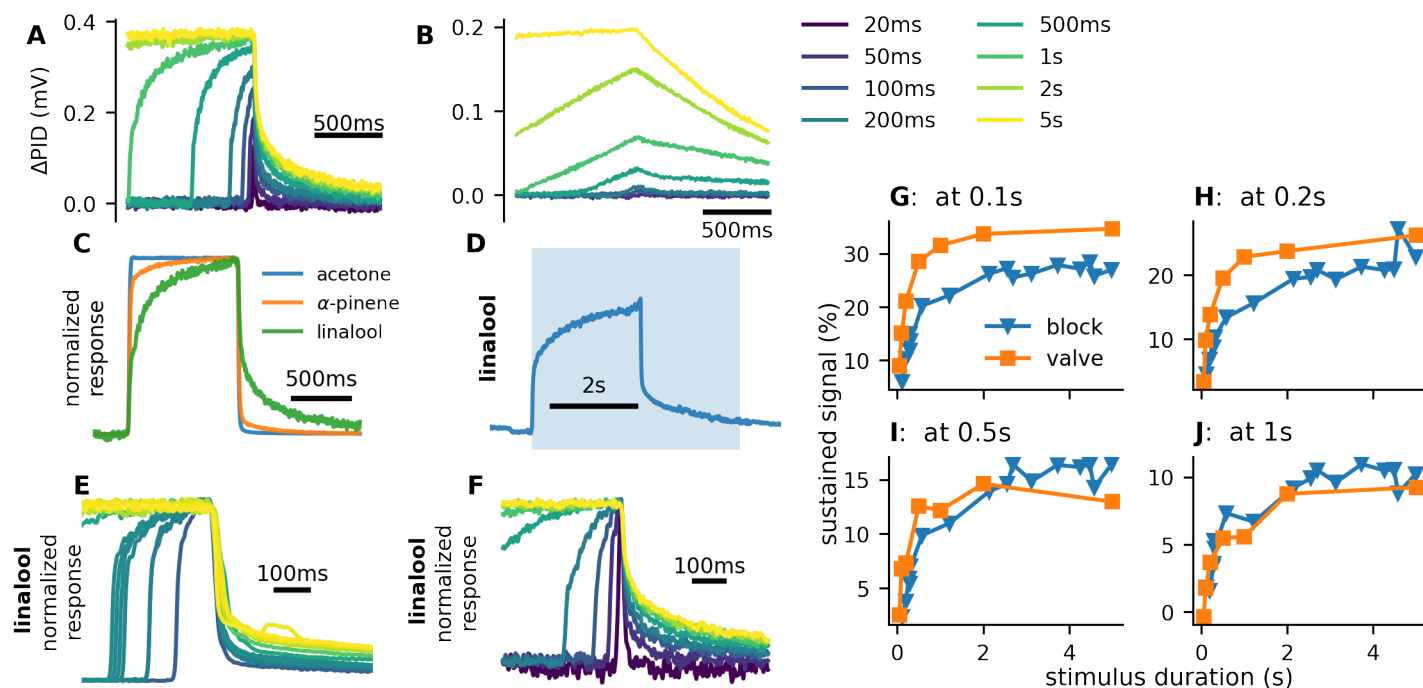 A
ΔPID (mV)
0.4
0.2
0.0
500ms
B
0.2
0.1
0.0
500ms
20ms
50ms
100ms
200ms
500ms
1s
2s
5s
C
normalized
response
acetone
α-pinene
linalool
500ms
D
linalool
2s
E
linalool
normalized
response
100ms
F
linalool
normalized
response
100ms
sustained signal (%)
G: at 0.1s
30
20
10
block
valve
H: at 0.2s
20
10
I: at 0.5s
15
10
5
0
2
4
J: at 1s
10
5
0
0
2
4
stimulus duration (s)